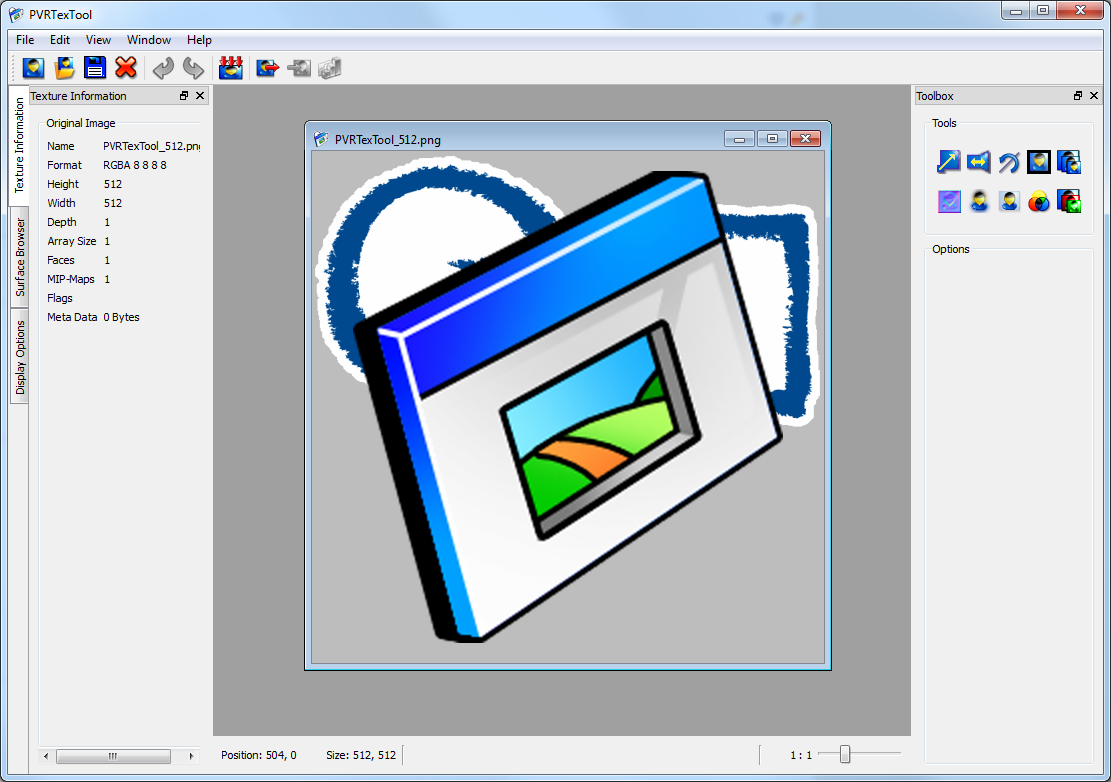 PVRTexTool
File Edit View Window Help
Texture Information
Toolbox
Texture Information
Surface Browser
Display Options
Original Image
Name PVRTexTool_512.png
Format RGBA 8 8 8 8
Height 512
Width 512
Depth 1
Array Size 1
Faces 1
MIP-Maps 1
Flags
Meta Data 0 Bytes
PVRTexTool_512.png
Tools
Options
Position: 504, 0 Size: 512, 512 1 : 1